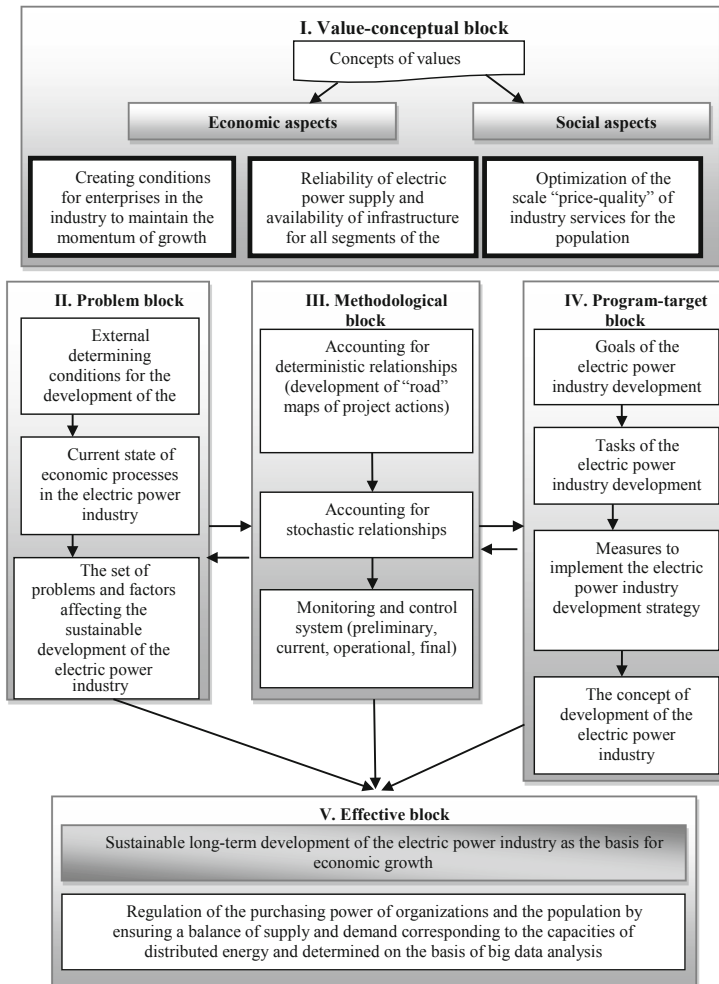 I. Value-conceptual block
Concepts of values
Economic aspects
Social aspects
Creating conditions
for enterprises in the
industry to maintain the
momentum of growth
Reliability of electric
power supply and
availability of infrastructure
for all segments of the
Optimization of the
scale “price-quality” of
industry services for the
population
II. Problem block
External
determining
conditions for the
development of the
Current state of
economic processes
in the electric power
industry
The set of
problems and factors
affecting the
sustainable
development of the
electric power
industry
III. Methodological
block
Accounting for
deterministic relationships
(development of “road”
maps of project actions)
Accounting for
stochastic relationships
Monitoring and control
system (preliminary,
current, operational, final)
IV. Program-target
block
Goals of the
electric power
industry development
Tasks of the
electric power
industry development
Measures to
implement the electric
power industry
development strategy
The concept of
development of the
electric power
industry
V. Effective block
Sustainable long-term development of the electric power industry as the basis for
economic growth
Regulation of the purchasing power of organizations and the population by
ensuring a balance of supply and demand corresponding to the capacities of
distributed energy and determined on the basis of big data analysis